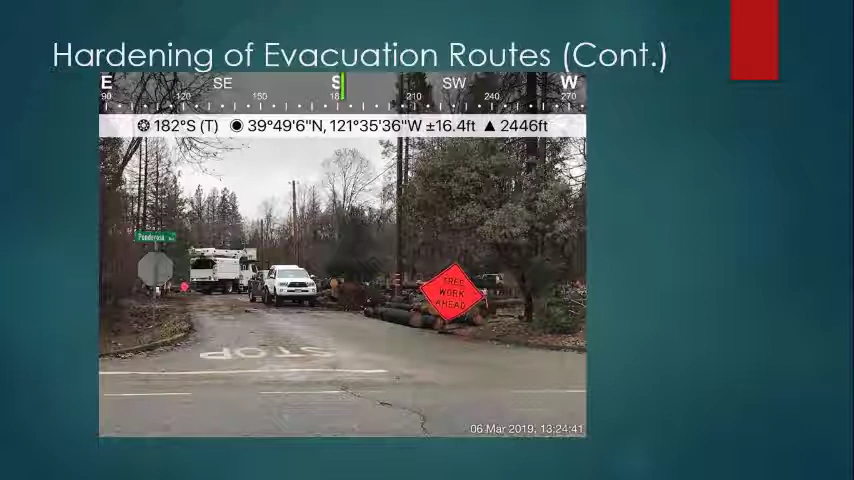 Hardening of Evacuation Routes (Cont.)
E SE S SW W
90 120 150 180 210 240 270
182°S (T) 39°49'6"N, 121°35'36"W ±16.4ft ▲ 2446ft
Ponderosa
TREE
WORK
AHEAD
STOP
06 Mar 2019, 13:24:41